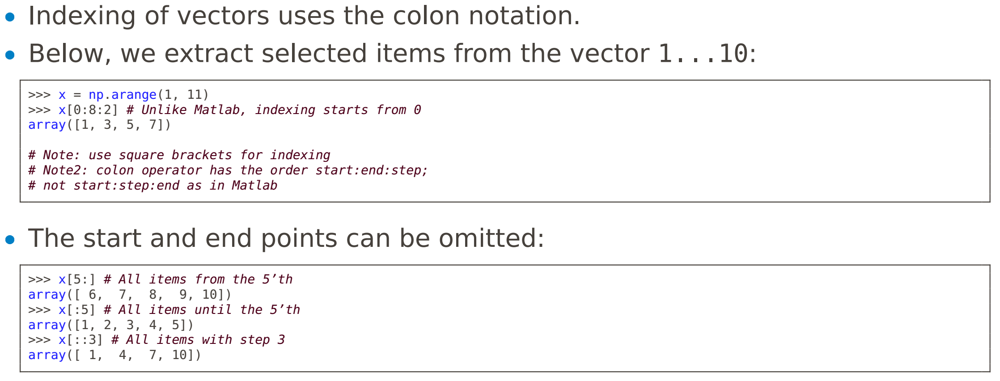 • Indexing of vectors uses the colon notation.
• Below, we extract selected items from the vector 1...10:
>>> x = np.arange(1, 11)
>>> x[0:8:2] # Unlike Matlab, indexing starts from 0
array([1, 3, 5, 7])
# Note: use square brackets for indexing
# Note2: colon operator has the order start:end:step;
# not start:step:end as in Matlab
• The start and end points can be omitted:
>>> x[5:] # All items from the 5’th
array([ 6,  7,  8,  9, 10])
>>> x[:5] # All items until the 5’th
array([1, 2, 3, 4, 5])
>>> x[::3] # All items with step 3
array([ 1,  4,  7, 10])